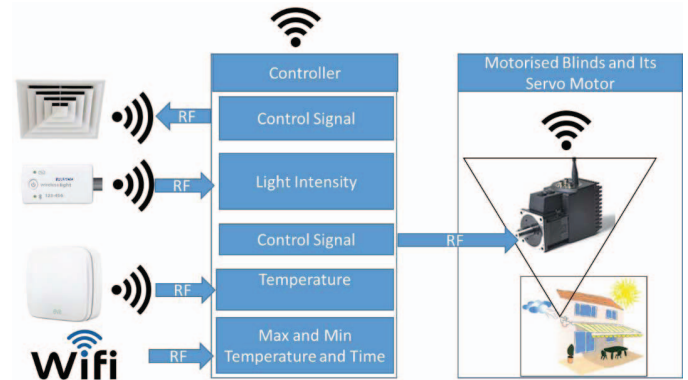 Controller
Motorised Blinds and Its
Servo Motor
RF
Control Signal
RF
Light Intensity
Control Signal
RF
RF
Temperature
Wifi
RF
Max and Min
Temperature and Time